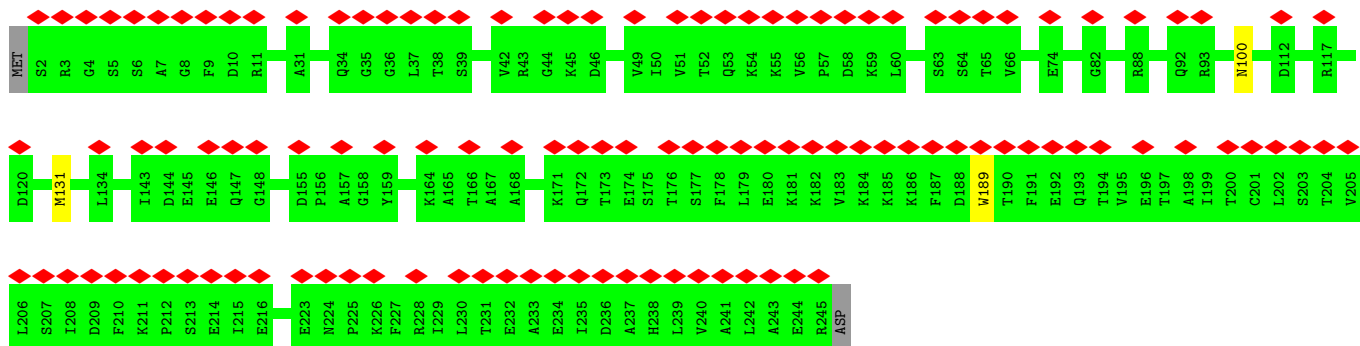 MET S2 R3 G4 S5 S6 A7 G8 F9 D10 R11 A31 Q34 G35 G36 L37 T38 S39 V42 R43 G44 K45 D46 V49 I50 V51 T52 Q53 K54 K55 V56 P57 D58 K59 L60 S63 S64 T65 V66 E74 G82 R88 Q92 R93 N100 D112 R117
D120 M131 L134 I143 D144 E145 E146 Q147 G148 D155 P156 A157 G158 Y159 K164 A165 T166 A167 A168 K171 Q172 T173 E174 S175 T176 S177 F178 L179 E180 K181 K182 V183 K184 K185 K186 F187 D188 W189 T190 F191 E192 Q193 T194 V195 E196 T197 A198 I199 T200 C201 L202 S203 T204 V205
L206 S207 I208 D209 F210 K211 P212 S213 E214 I215 E216 E223 N224 P225 K226 F227 R228 I229 L230 T231 E232 A233 E234 I235 D236 A237 H238 L239 V240 A241 L242 A243 E244 R245 ASP